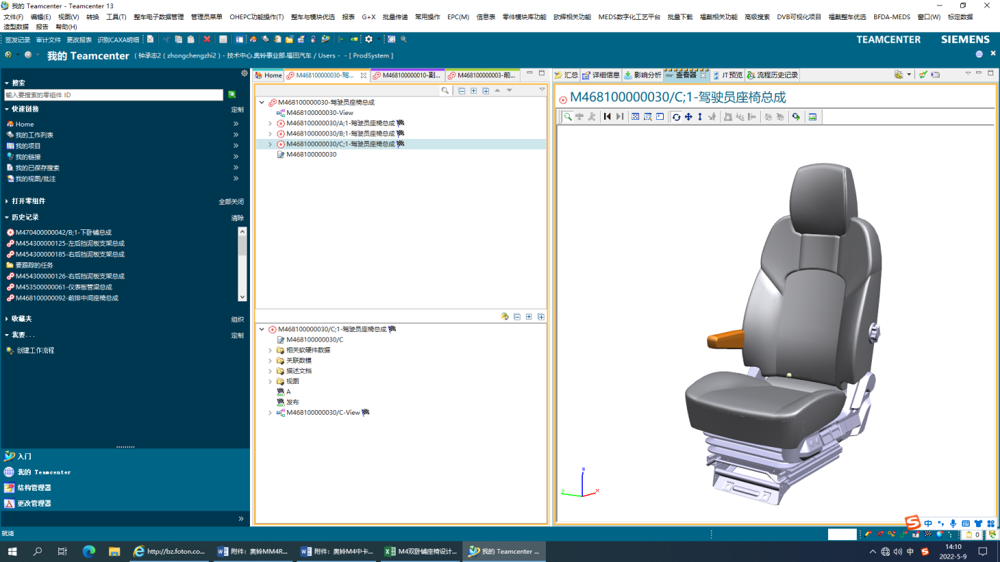 我的 Teamcenter - Teamcenter 13
文件(F) 编辑(E) 视图(V) 转换 工具(T) 整车电子数据管理 管理员菜单 OHEPC功能操作(T) 整车与模块优选 报表 G+X 批量传递 常用操作 EPC(M) 信息表 零件模块库功能 欧辉相关功能 MEDS数字化工艺平台 批量下载 福戴相关功能 高级搜索 DVB可视化项目 福戴整车优选 BFDA-MEDS 窗口(W) 标定数据
造型数据 报告 帮助(H)
签发记录 审计文件 更改报表 识别CAXA明细
TEAMCENTER SIEMENS
我的 Teamcenter ( 钟承志2 ( zhongchengzhi2 ) - 技术中心.奥铃事业部.福田汽车 / Users - - [ ProdSystem ]
搜索
输入要搜索的零组件 ID
快速链接 定制
Home
我的工作列表
我的项目
我的链接
我的已保存搜索
我的视图/批注
打开零组件 全部关闭
历史记录 清除
M470400000042/B;1-下卧铺总成
M454300000125-左后挡泥板支架总成
M454300000185-右后挡泥板支架总成
要跟踪的任务
M454300000126-右后挡泥板支架总成
M453500000061-仪表板管梁总成
M468100000092-前排中间座椅总成
收藏夹 组织
我要... 定制
创建工作流程
入门
我的 Teamcenter
结构管理器
更改管理器
就绪
Home M468100000030-驾... M468100000010-副... M468100000003-前...
M468100000030-驾驶员座椅总成
M468100000030-View
M468100000030/A;1-驾驶员座椅总成
M468100000030/B;1-驾驶员座椅总成
M468100000030/C;1-驾驶员座椅总成
M468100000030
M468100000030/C;1-驾驶员座椅总成
M468100000030/C
相关软硬件数据
关联数模
描述文档
视图
A
发布
M468100000030/C-View
汇总 详细信息 影响分析 查看器 JT预览 流程历史记录
M468100000030/C;1-驾驶员座椅总成
z
y
x
中
0
http://bz.foton.co... 附件：奥铃MM4R... 附件：奥铃M4中卡... M4双卧铺座椅设计... 我的 Teamcenter ...
中
14:10
2022-5-9